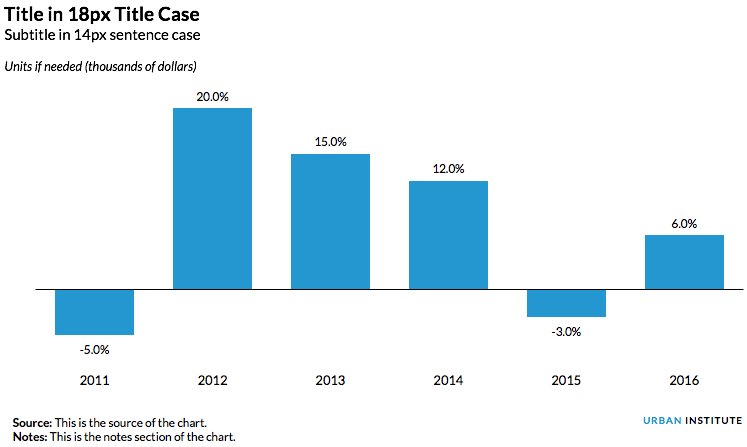 Title in 18px Title Case
Subtitle in 14px sentence case
Units if needed (thousands of dollars)
20.0%
15.0%
12.0%
6.0%
-5.0%
-3.0%
2011 2012 2013 2014 2015 2016
Source: This is the source of the chart.
Notes: This is the notes section of the chart.
URBAN INSTITUTE